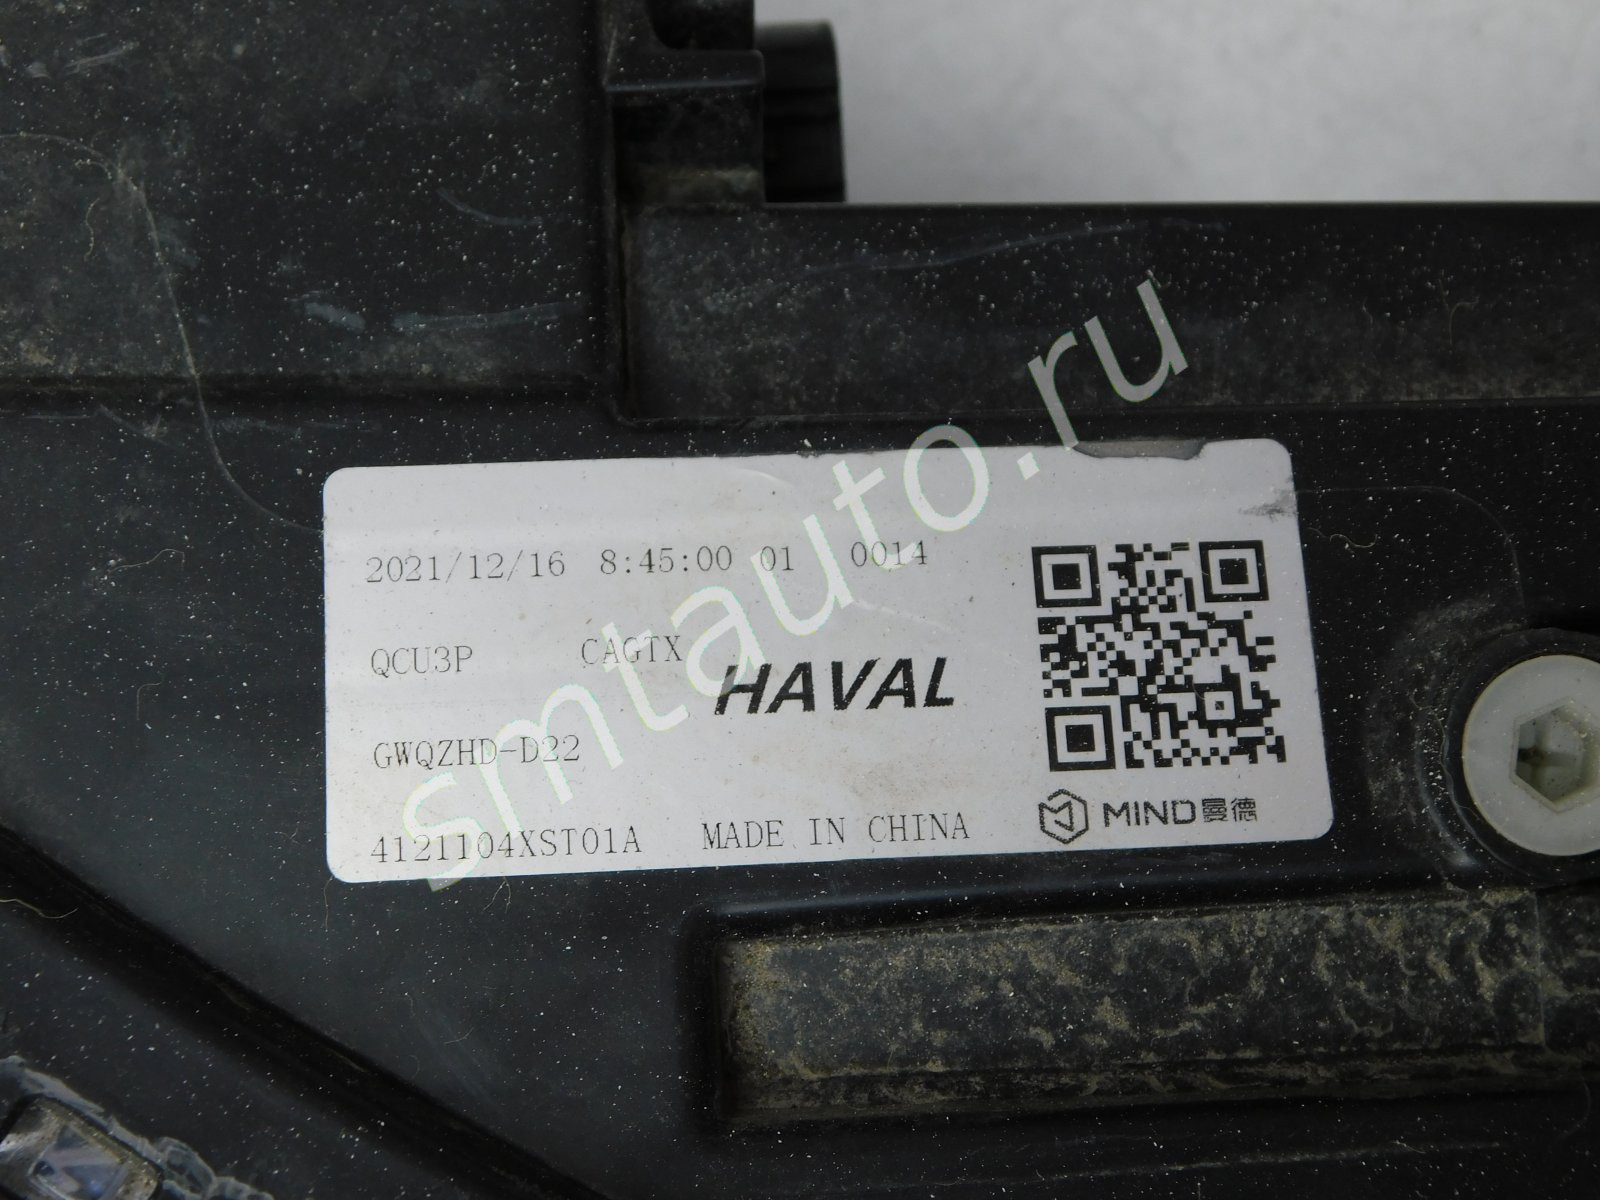 2021/12/16 8:45:00 01 0014
QCU3P CAGTX
HAVAL
GWQZHD-D22
4121104XST01A MADE IN CHINA
MIND曼德
smtauto.ru